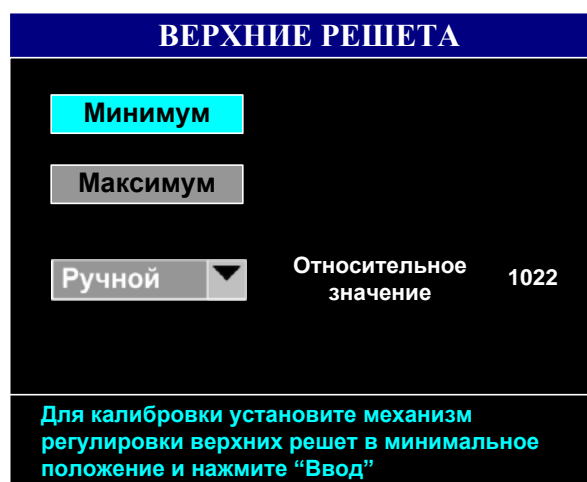 ВЕРХНИЕ РЕШЕТА
Минимум
Максимум
Ручной
Относительное
значение
1022
Для калибровки установите механизм
регулировки верхних решет в минимальное
положение и нажмите “Ввод”